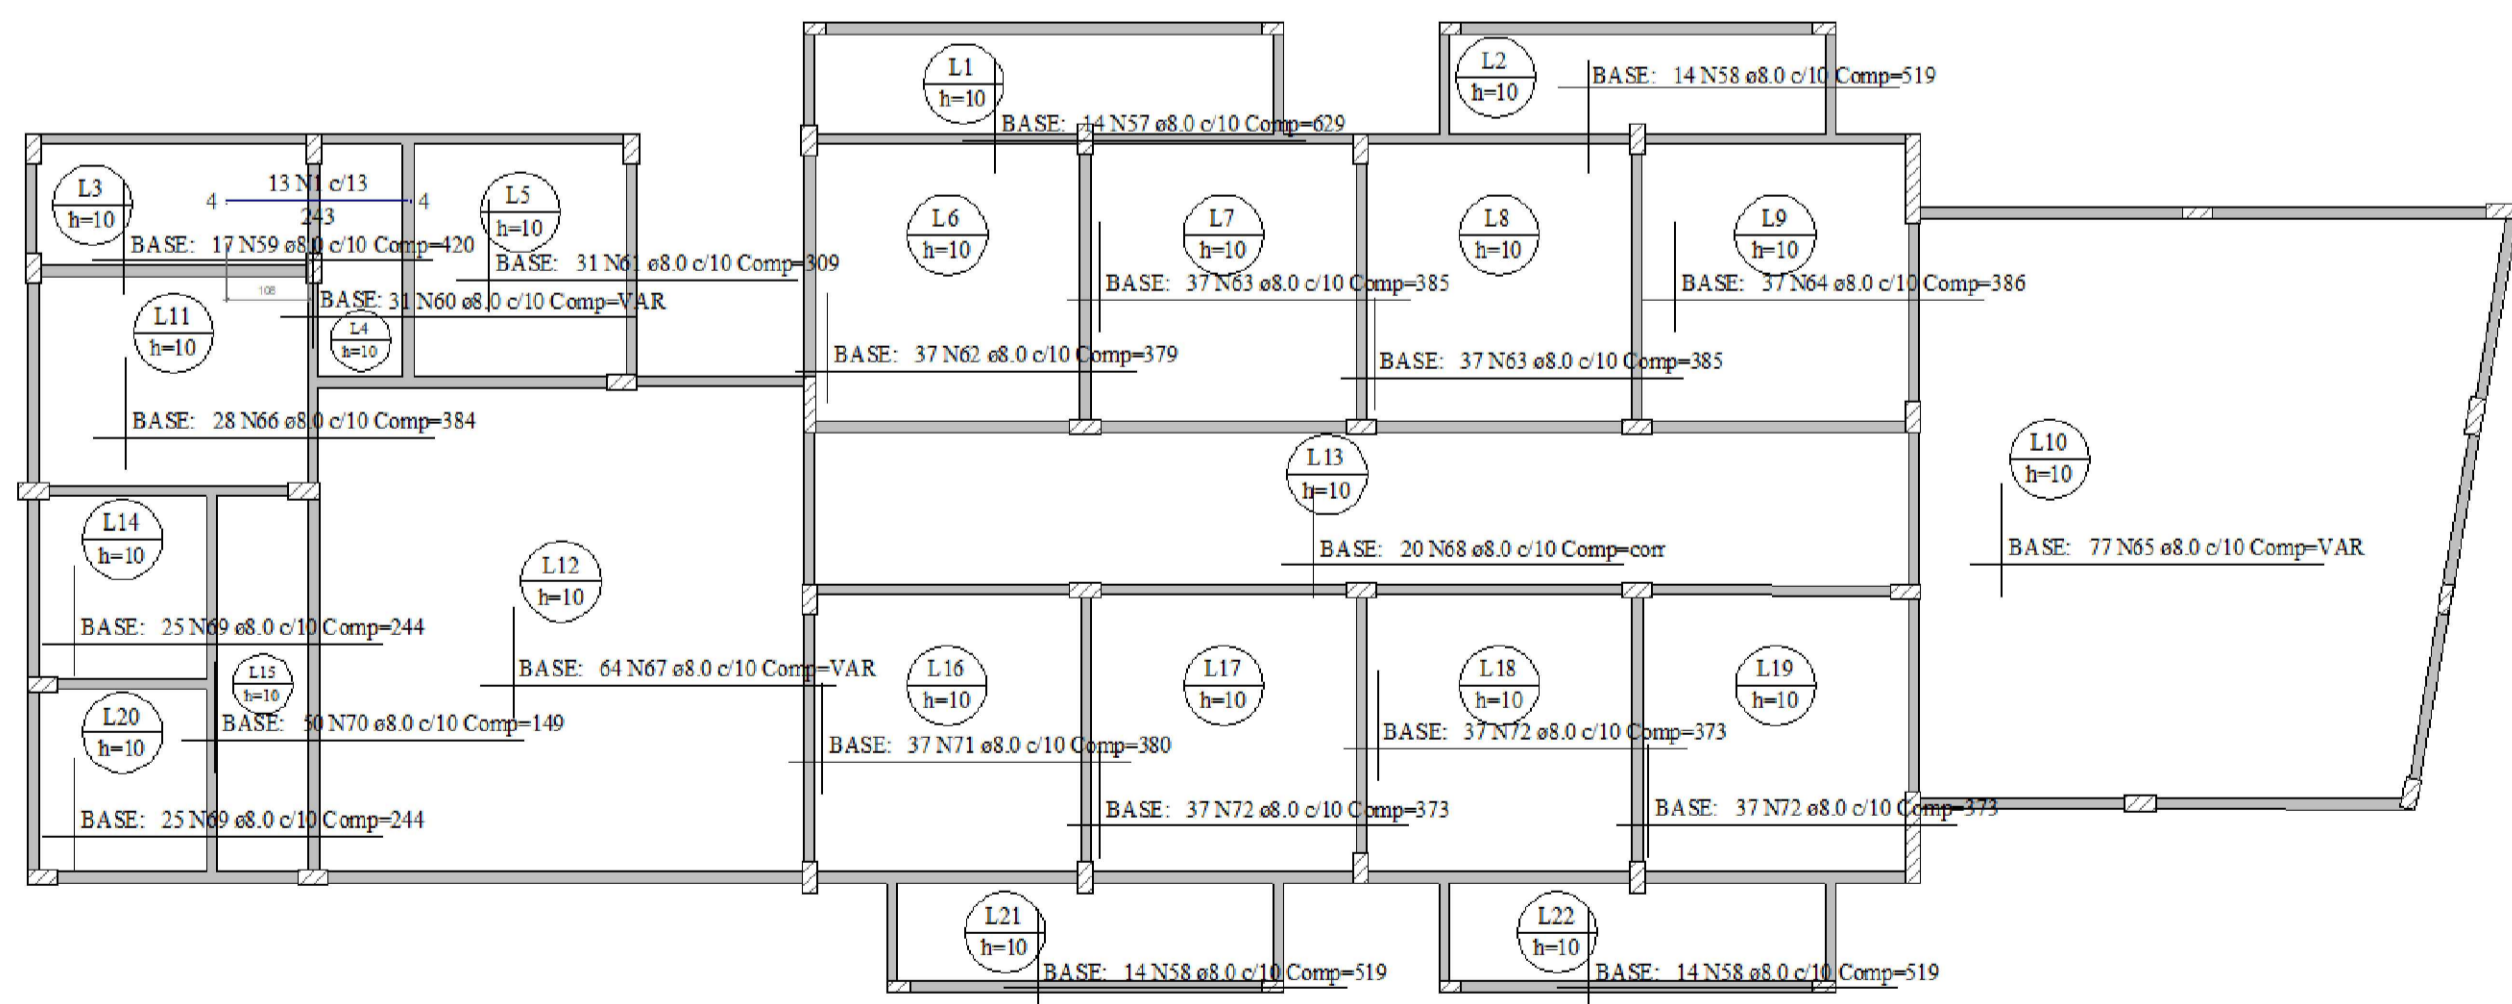 L1
h=10
BASE: 14 N57 ø8.0 c/10 Comp=629
L2
h=10
BASE: 14 N58 ø8.0 c/10 Comp=519
L3
h=10
4 13 N1 c/13 4
243
BASE: 17 N59 ø8.0 c/10 Comp=420
108
L5
h=10
BASE: 31 N61 ø8.0 c/10 Comp=309
BASE: 31 N60 ø8.0 c/10 Comp=VAR
L4
h=10
L6
h=10
BASE: 37 N62 ø8.0 c/10 Comp=379
L7
h=10
BASE: 37 N63 ø8.0 c/10 Comp=385
L8
h=10
BASE: 37 N63 ø8.0 c/10 Comp=385
L9
h=10
BASE: 37 N64 ø8.0 c/10 Comp=386
L11
h=10
BASE: 28 N66 ø8.0 c/10 Comp=384
L13
h=10
BASE: 20 N68 ø8.0 c/10 Comp=corr
L10
h=10
BASE: 77 N65 ø8.0 c/10 Comp=VAR
L14
h=10
BASE: 25 N69 ø8.0 c/10 Comp=244
L12
h=10
BASE: 64 N67 ø8.0 c/10 Comp=VAR
L15
h=10
BASE: 50 N70 ø8.0 c/10 Comp=149
L16
h=10
BASE: 37 N71 ø8.0 c/10 Comp=380
L17
h=10
BASE: 37 N72 ø8.0 c/10 Comp=373
L18
h=10
BASE: 37 N72 ø8.0 c/10 Comp=373
L19
h=10
BASE: 37 N72 ø8.0 c/10 Comp=373
L20
h=10
BASE: 25 N69 ø8.0 c/10 Comp=244
L21
h=10
BASE: 14 N58 ø8.0 c/10 Comp=519
L22
h=10
BASE: 14 N58 ø8.0 c/10 Comp=519